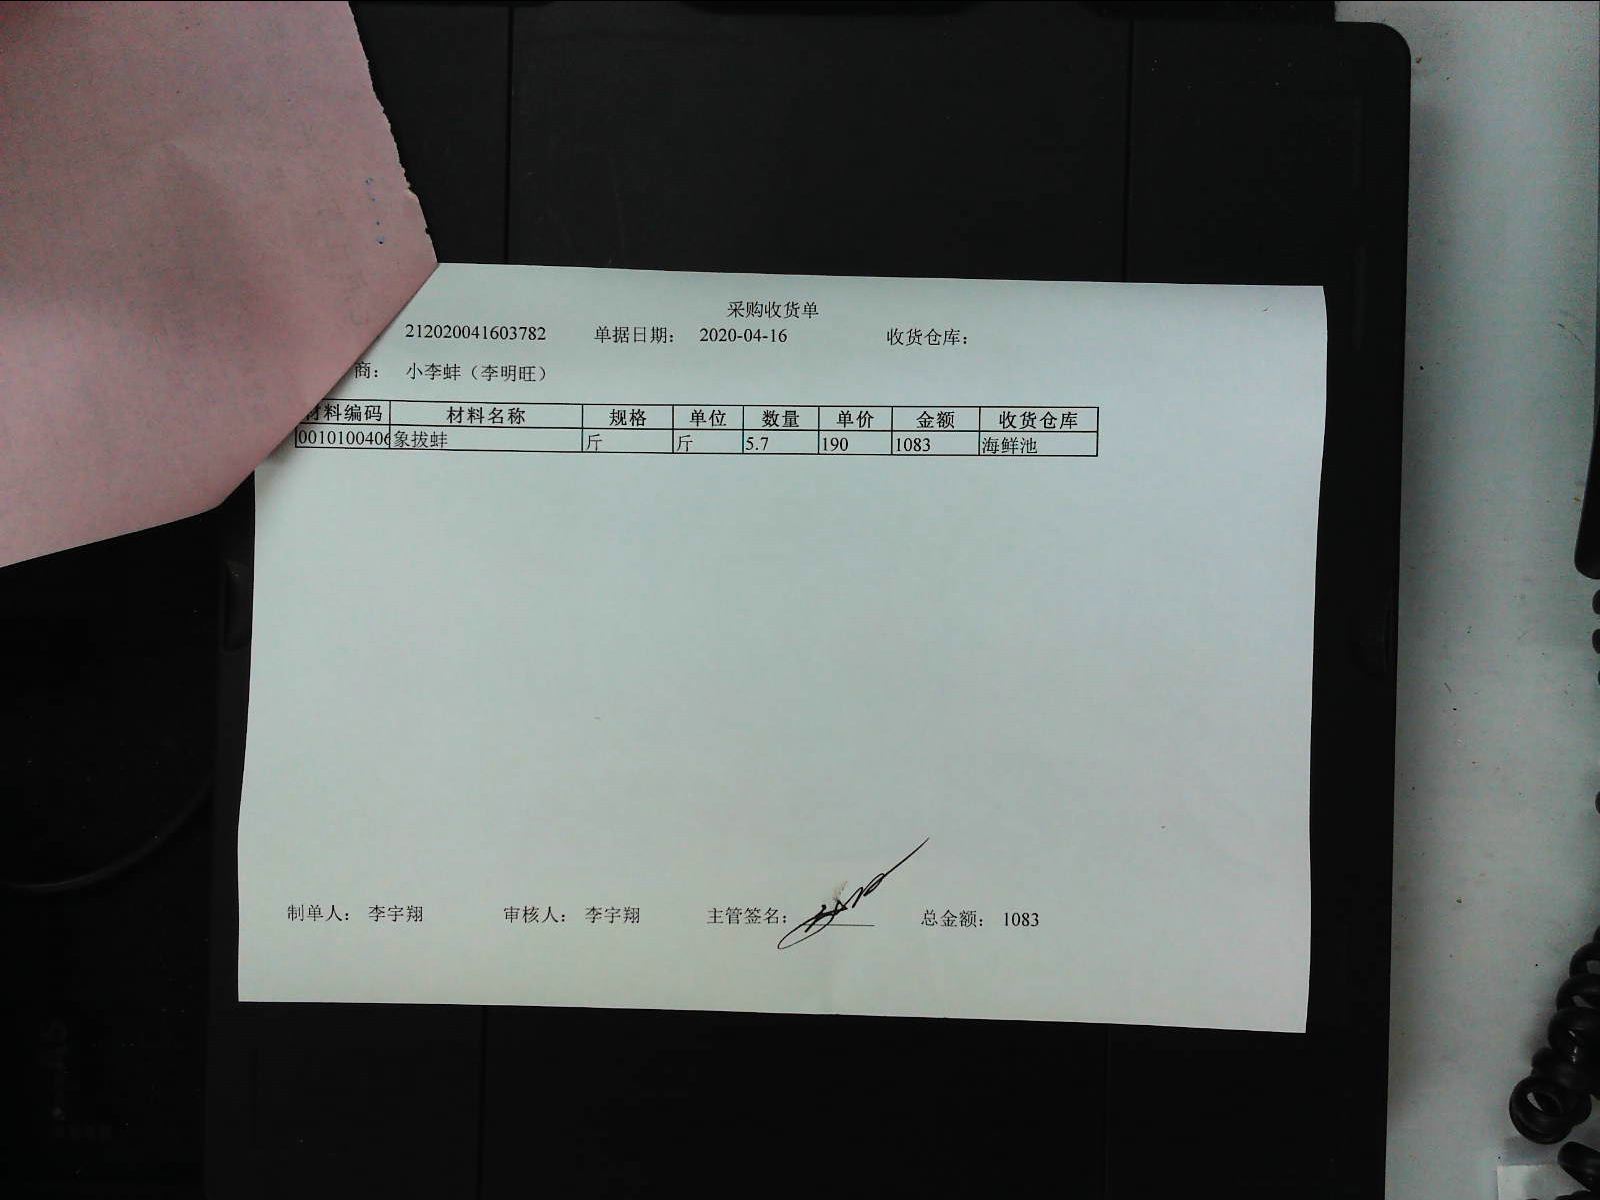 采购收货单
212020041603782 单据日期： 2020-04-16 收货仓库：
商： 小李蚌（李明旺）
材料编码 材料名称 规格 单位 数量 单价 金额 收货仓库
0010100406 象拔蚌 斤 斤 5.7 190 1083 海鲜池
制单人： 李宇翔 审核人： 李宇翔 主管签名： 总金额： 1083